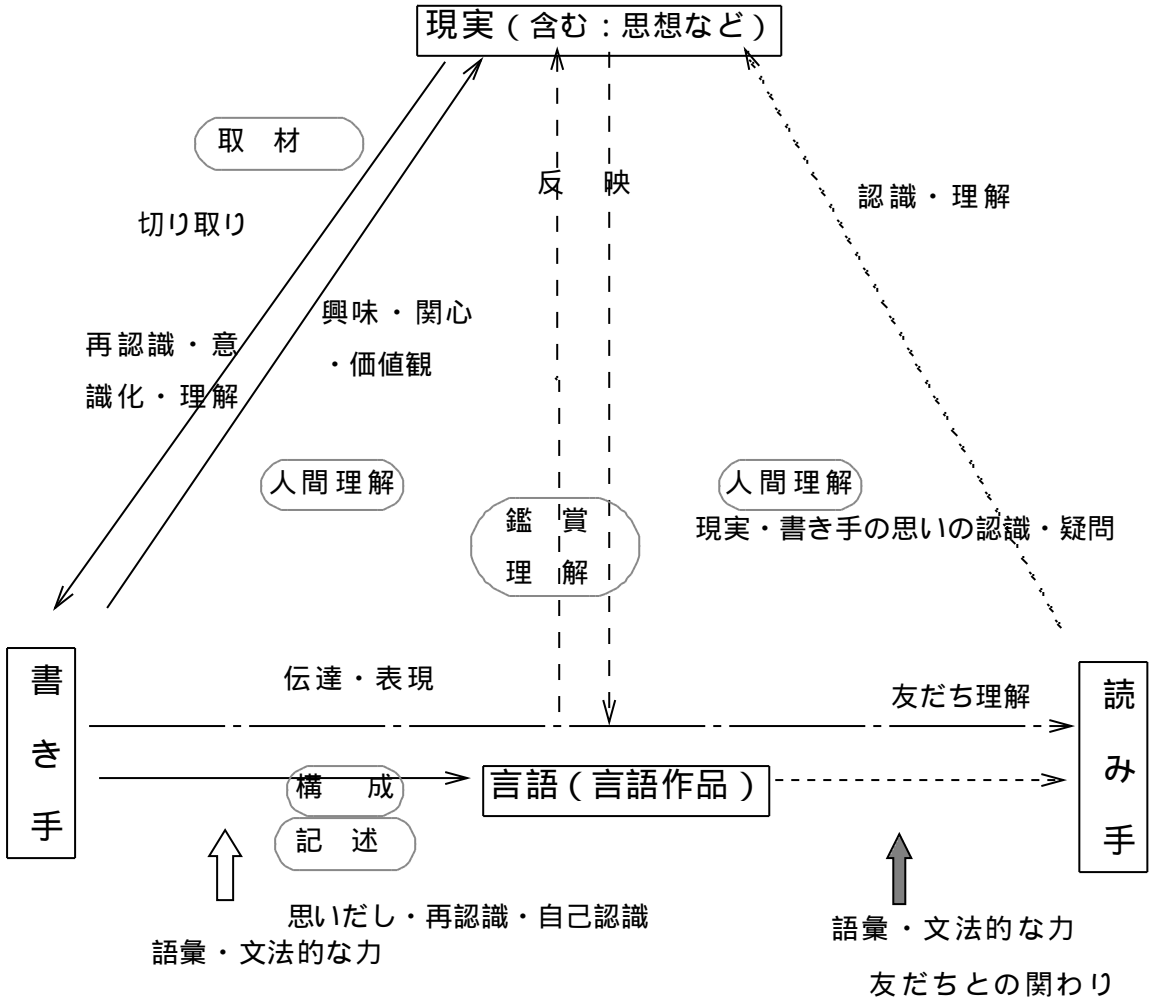 現実（含む：思想など）
取　材
反　映
認識・理解
切り取り
興味・関心
・価値観
再認識・意
識化・理解
人間理解
人間理解
鑑　賞
理　解
現実・書き手の思いの認識・疑問
書き手
伝達・表現
友だち理解
読み手
構　成
言語（言語作品）
記　述
思いだし・再認識・自己認識
語彙・文法的な力
語彙・文法的な力
友だちとの関わり